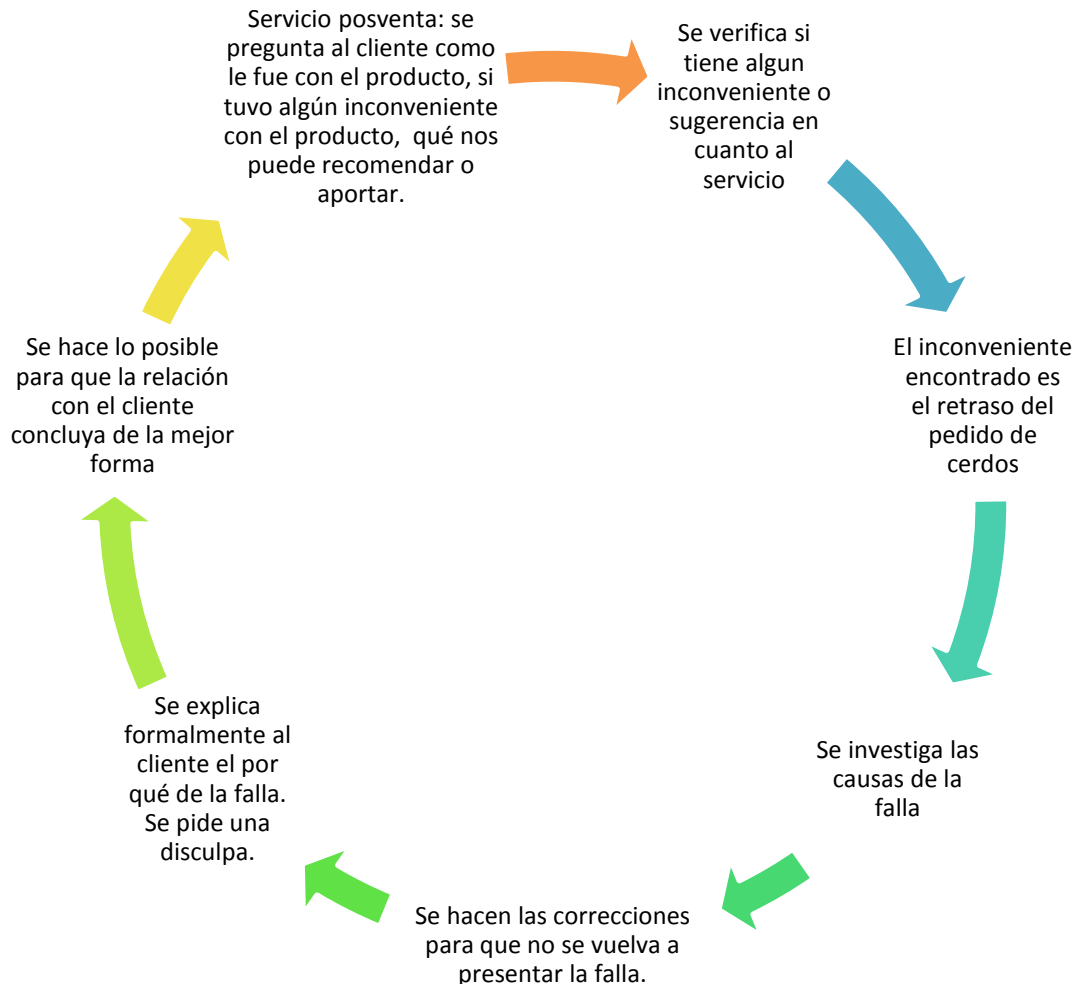 Servicio posventa: se
pregunta al cliente como
le fue con el producto, si
tuvo algún inconveniente
con el producto,  qué nos
puede recomendar o
aportar.
Se verifica si
tiene algun
inconveniente o
sugerencia en
cuanto al
servicio
El inconveniente
encontrado es
el retraso del
pedido de
cerdos
Se investiga las
causas de la
falla
Se hacen las correcciones
para que no se vuelva a
presentar la falla.
Se explica
formalmente al
cliente el por
qué de la falla.
Se pide una
disculpa.
Se hace lo posible
para que la relación
con el cliente
concluya de la mejor
forma